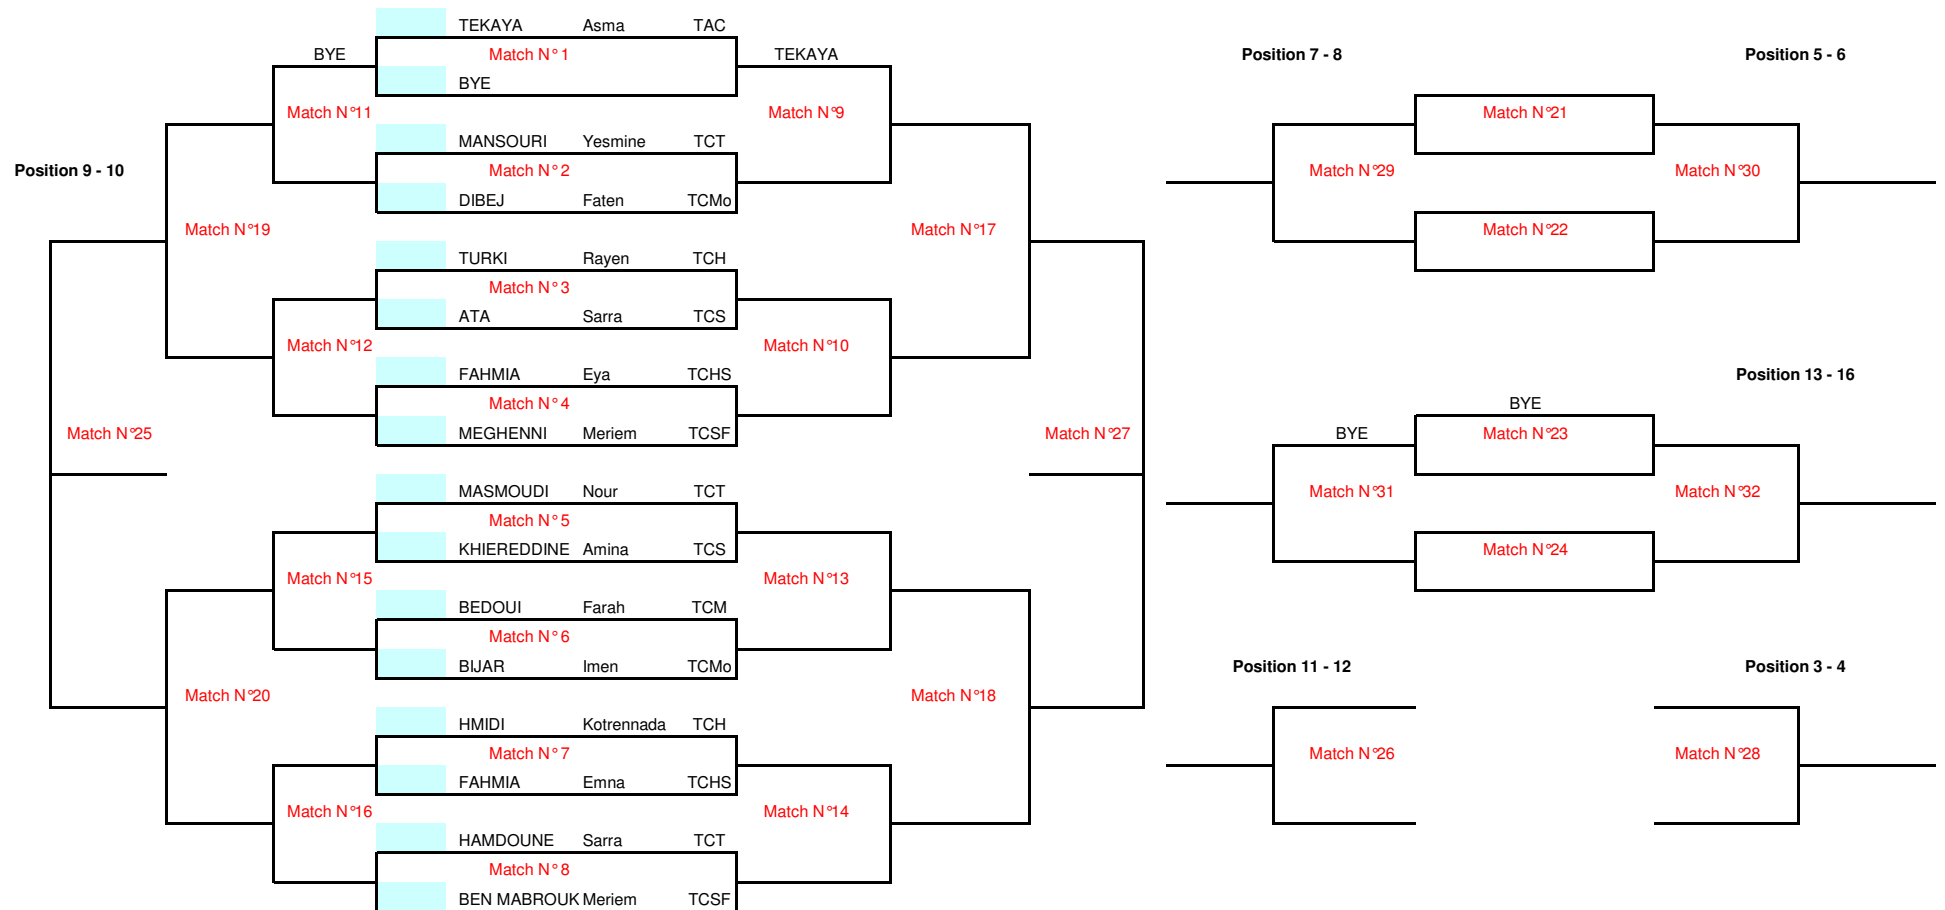 TEKAYA Asma TAC
BYE Match N° 1 TEKAYA Position 7 - 8 Position 5 - 6
BYE
Match N°11 Match N°9 Match N°21
MANSOURI Yesmine TCT
Position 9 - 10 Match N° 2 Match N°29 Match N°30
DIBEJ Faten TCMo
Match N°19 Match N°17 Match N°22
TURKI Rayen TCH
Match N° 3
ATA Sarra TCS
Match N°12 Match N°10
FAHMIA Eya TCHS Position 13 - 16
Match N° 4 BYE
Match N°25 MEGHENNI Meriem TCSF Match N°27 BYE Match N°23
MASMOUDI Nour TCT Match N°31 Match N°32
Match N° 5
KHIEREDDINE Amina TCS Match N°24
Match N°15 Match N°13
BEDOUI Farah TCM
Match N° 6
BIJAR Imen TCMo Position 11 - 12 Position 3 - 4
Match N°20 Match N°18
HMIDI Kotrennada TCH
Match N° 7 Match N°26 Match N°28
FAHMIA Emna TCHS
Match N°16 Match N°14
HAMDOUNE Sarra TCT
Match N° 8
BEN MABROUK Meriem TCSF